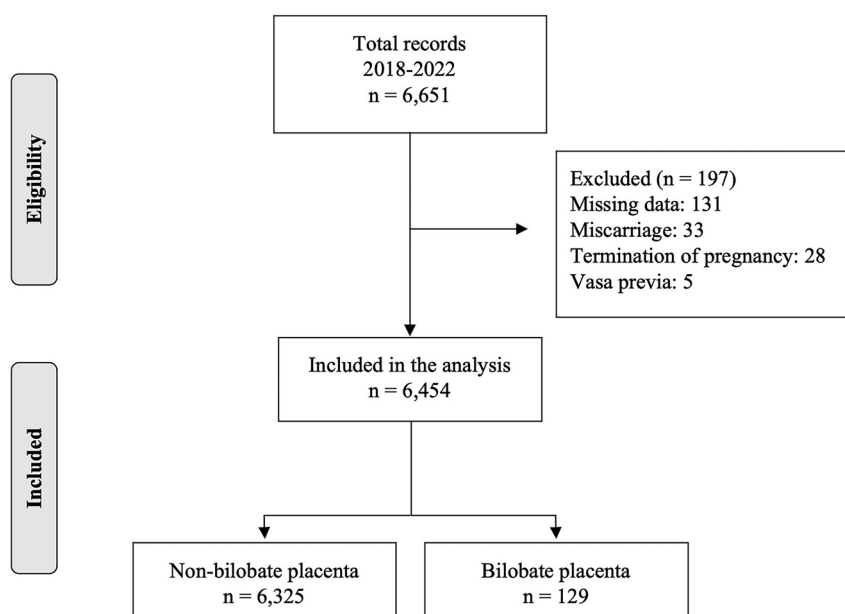 Total records
2018-2022
n = 6,651
Eligibility
Excluded (n = 197)
Missing data: 131
Miscarriage: 33
Termination of pregnancy: 28
Vasa previa: 5
Included in the analysis
n = 6,454
Included
Non-bilobate placenta
n = 6,325
Bilobate placenta
n = 129